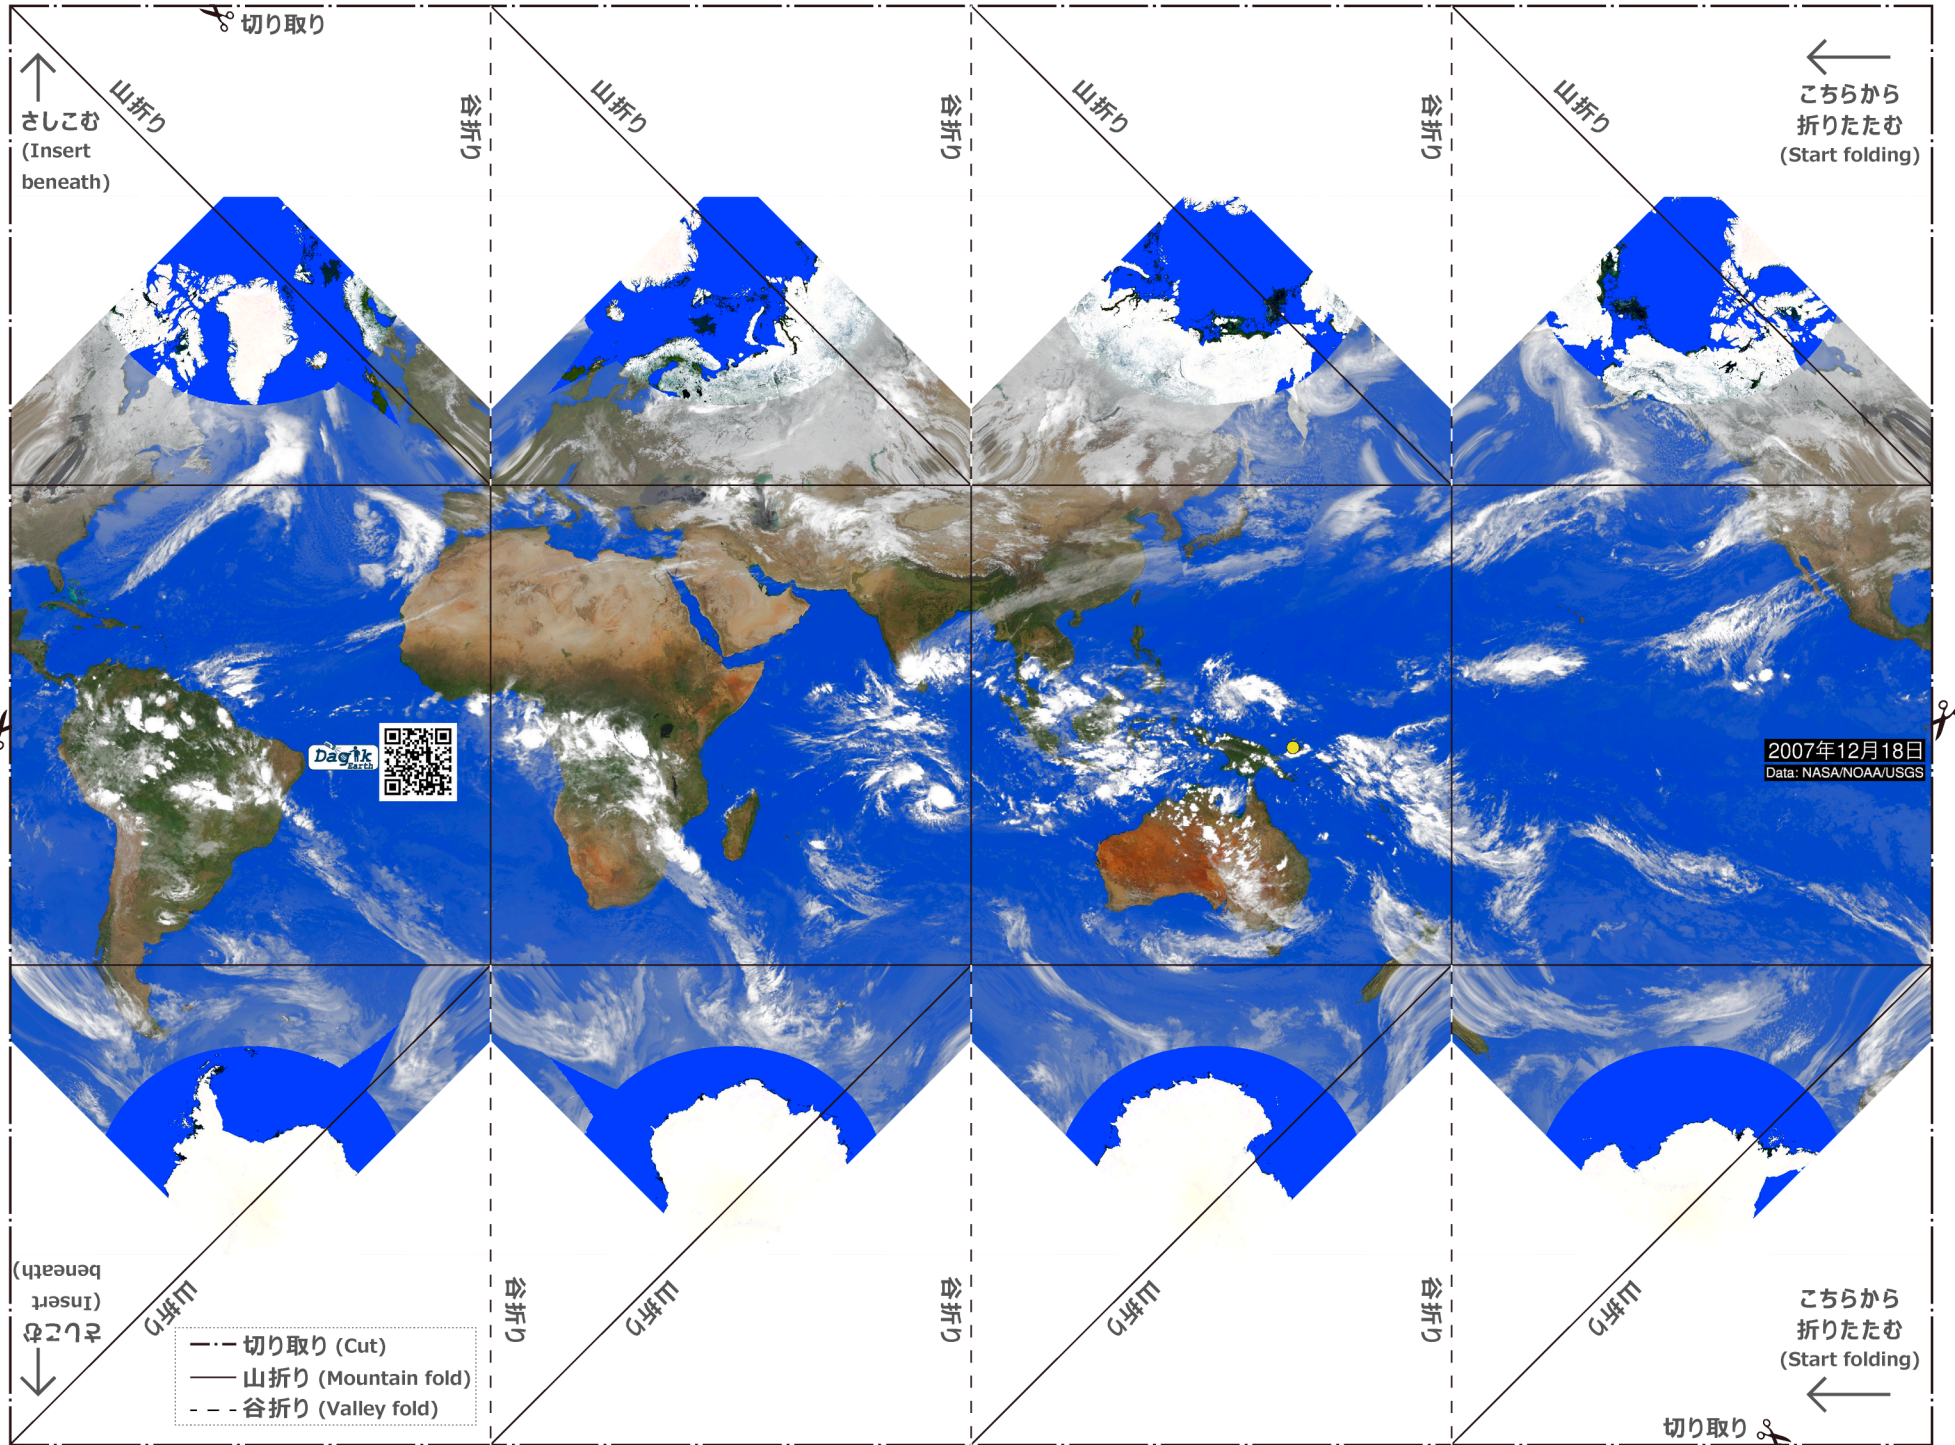 切り取り
さしこむ
(Insert
beneath)
山折り
谷折り
山折り
谷折り
山折り
谷折り
山折り
こちらから
折りたたむ
(Start folding)
Dagik
Earth
2007年12月18日
Data: NASA/NOAA/USGS
さしこむ
(Insert
beneath)
山折り
谷折り
山折り
谷折り
山折り
谷折り
山折り
こちらから
折りたたむ
(Start folding)
切り取り (Cut)
山折り (Mountain fold)
谷折り (Valley fold)
切り取り